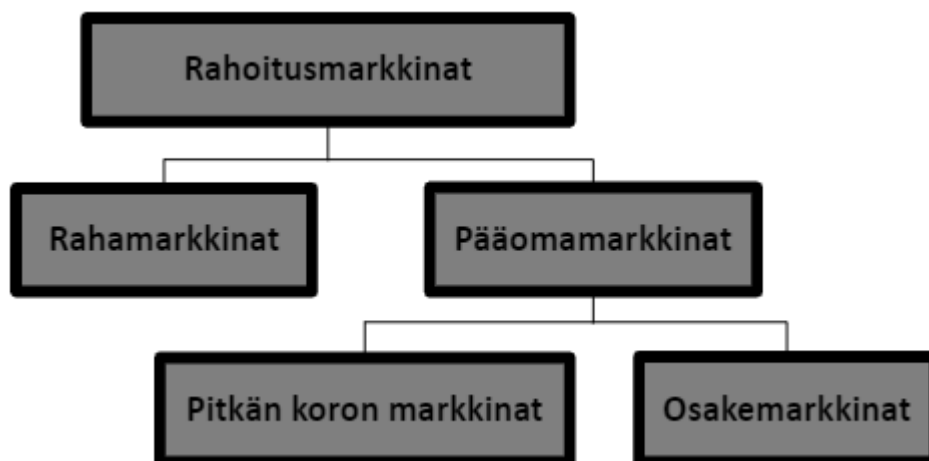 Rahoitusmarkkinat
Rahamarkkinat
Pääomamarkkinat
Pitkän koron markkinat
Osakemarkkinat